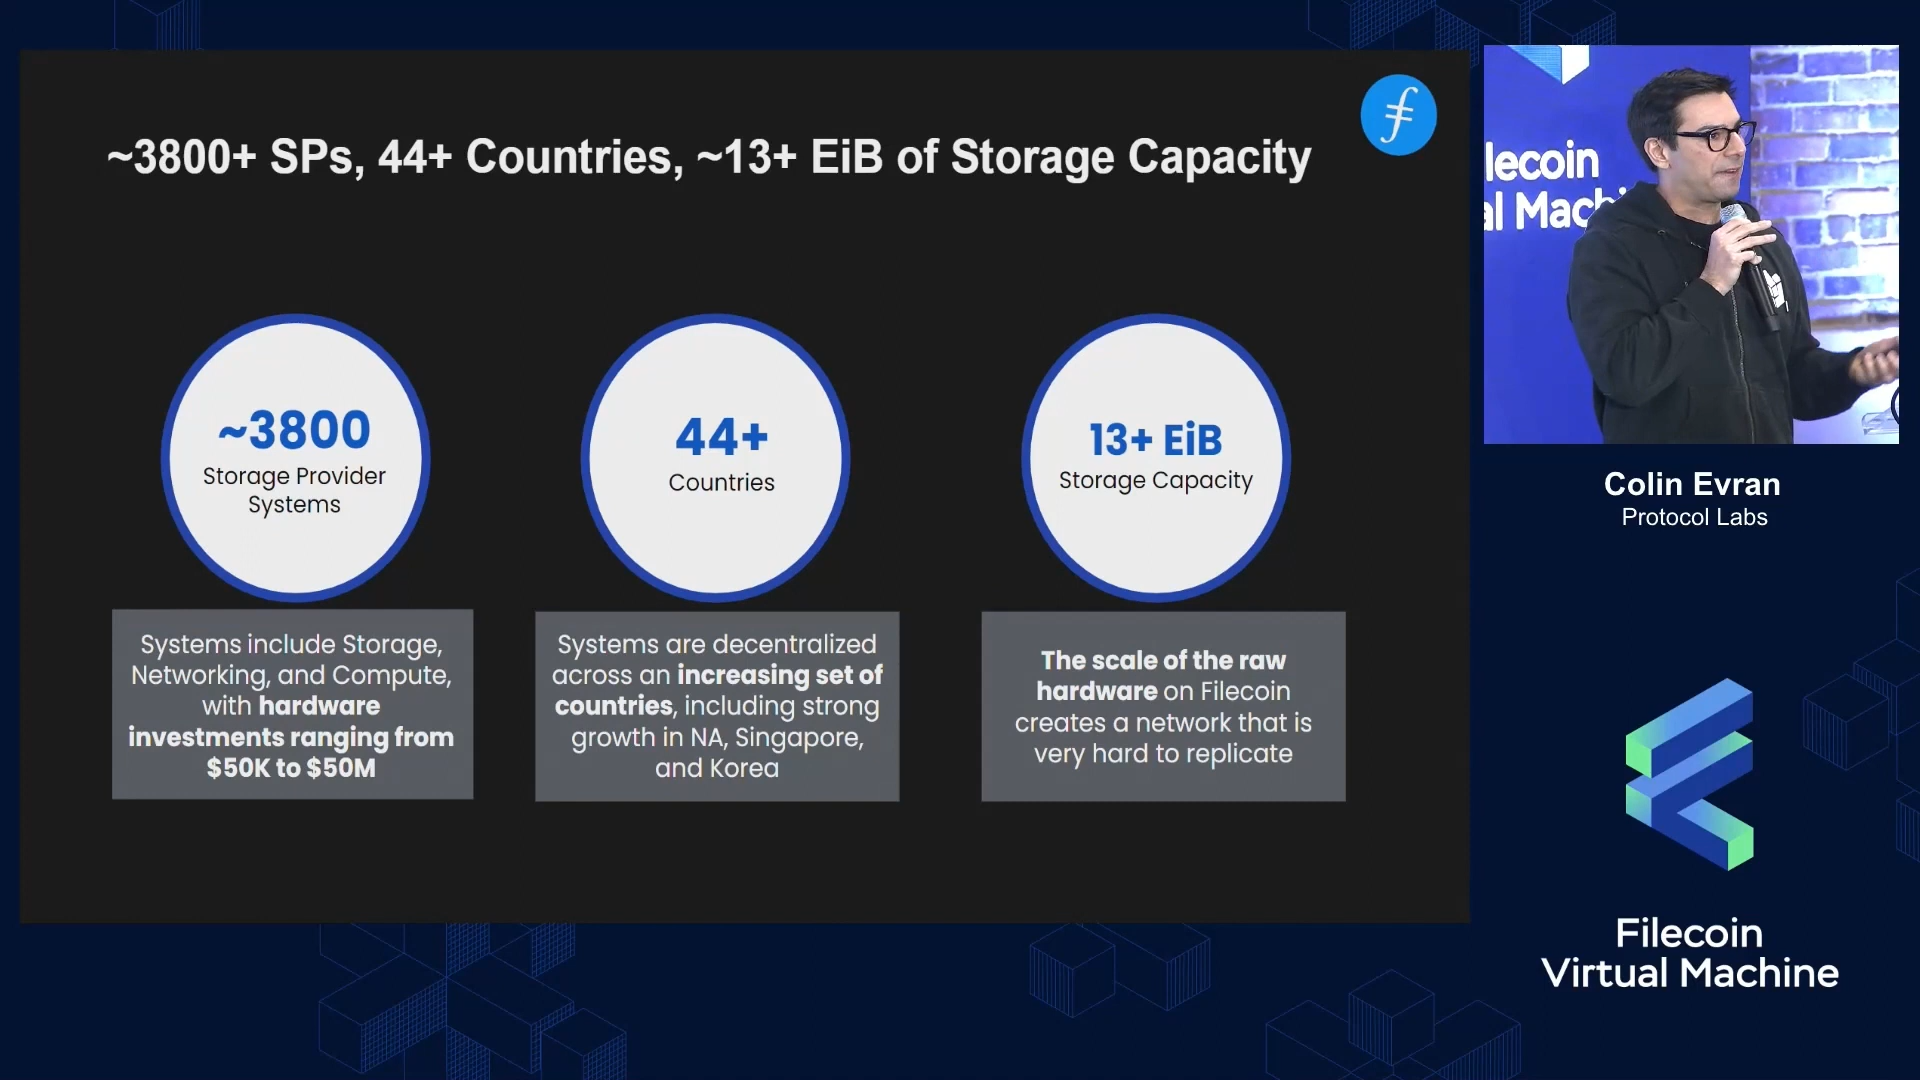 ~3800+ SPs, 44+ Countries, ~13+ EiB of Storage Capacity
~3800
Storage Provider
Systems
Systems include Storage,
Networking, and Compute,
with hardware
investments ranging from
$50K to $50M
44+
Countries
Systems are decentralized
across an increasing set of
countries, including strong
growth in NA, Singapore,
and Korea
13+ EiB
Storage Capacity
The scale of the raw
hardware on Filecoin
creates a network that is
very hard to replicate
lecoin
al Machi
Colin Evran
Protocol Labs
Filecoin
Virtual Machine